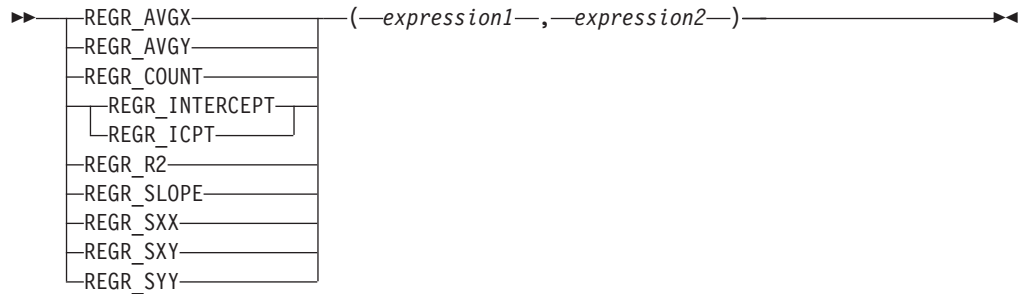 REGR_AVGX ( expression1 , expression2 )
REGR_AVGY
REGR_COUNT
REGR_INTERCEPT
REGR_ICPT
REGR_R2
REGR_SLOPE
REGR_SXX
REGR_SXY
REGR_SYY